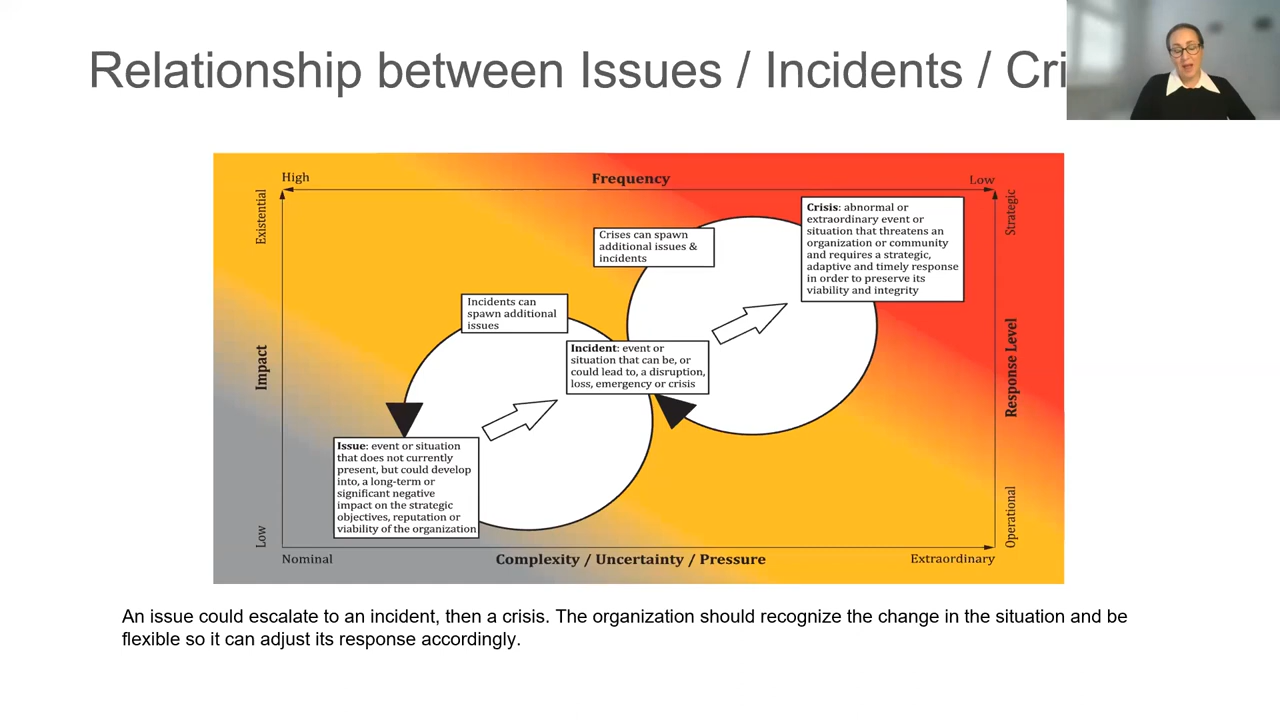 Relationship between Issues / Incidents / Cri
High
Frequency
Low
Existential
Impact
Low
Strategic
Response Level
Operational
Crisis: abnormal or
extraordinary event or
situation that threatens an
organization or community
and requires a strategic,
adaptive and timely response
in order to preserve its
viability and integrity
Crises can spawn
additional issues &
incidents
Incidents can
spawn additional
issues
Incident: event or
situation that can be, or
could lead to, a disruption,
loss, emergency or crisis
Issue: event or situation
that does not currently
present, but could develop
into, a long-term or
significant negative
impact on the strategic
objectives, reputation or
viability of the organization
Nominal
Complexity / Uncertainty / Pressure
Extraordinary
An issue could escalate to an incident, then a crisis. The organization should recognize the change in the situation and be
flexible so it can adjust its response accordingly.